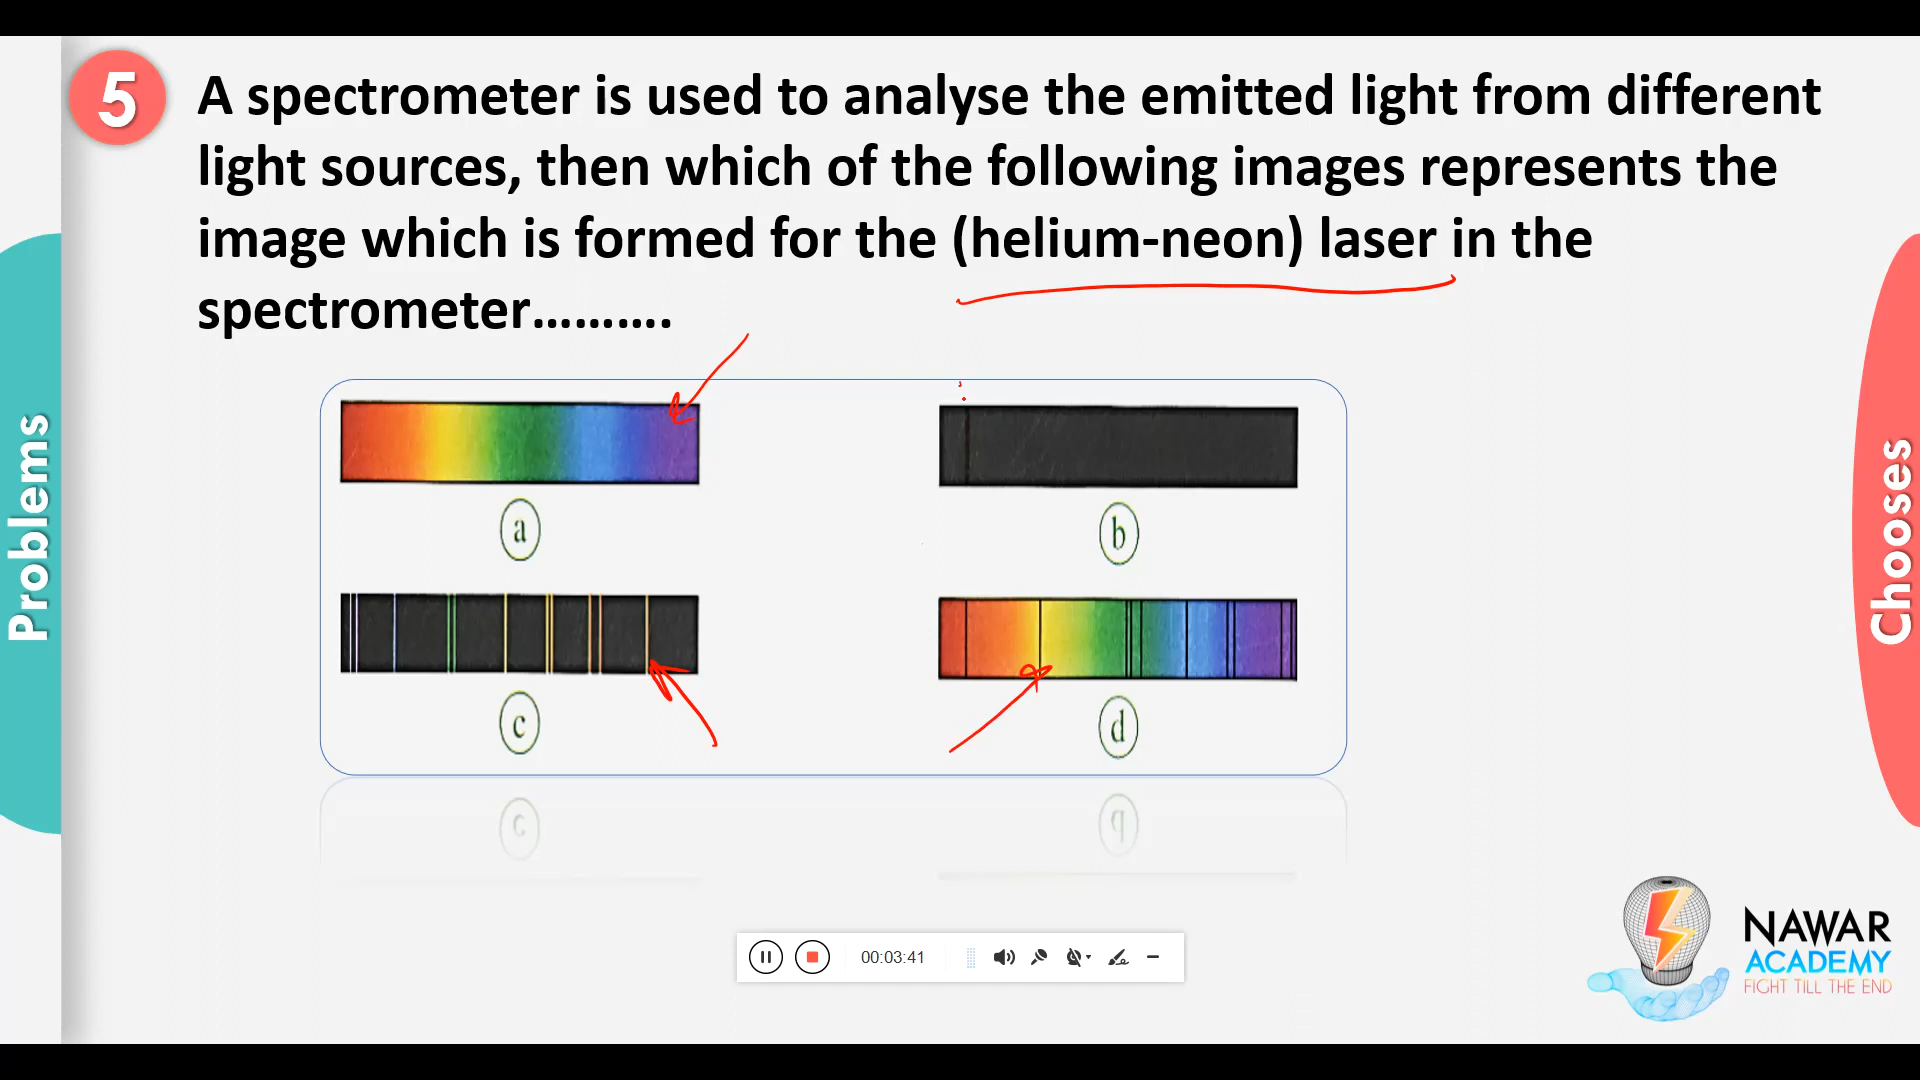 5
A spectrometer is used to analyse the emitted light from different
light sources, then which of the following images represents the
image which is formed for the (helium-neon) laser in the
spectrometer..........
a
b
c
d
Problems
Chooses
00:03:41
NAWAR
ACADEMY
FIGHT TILL THE END